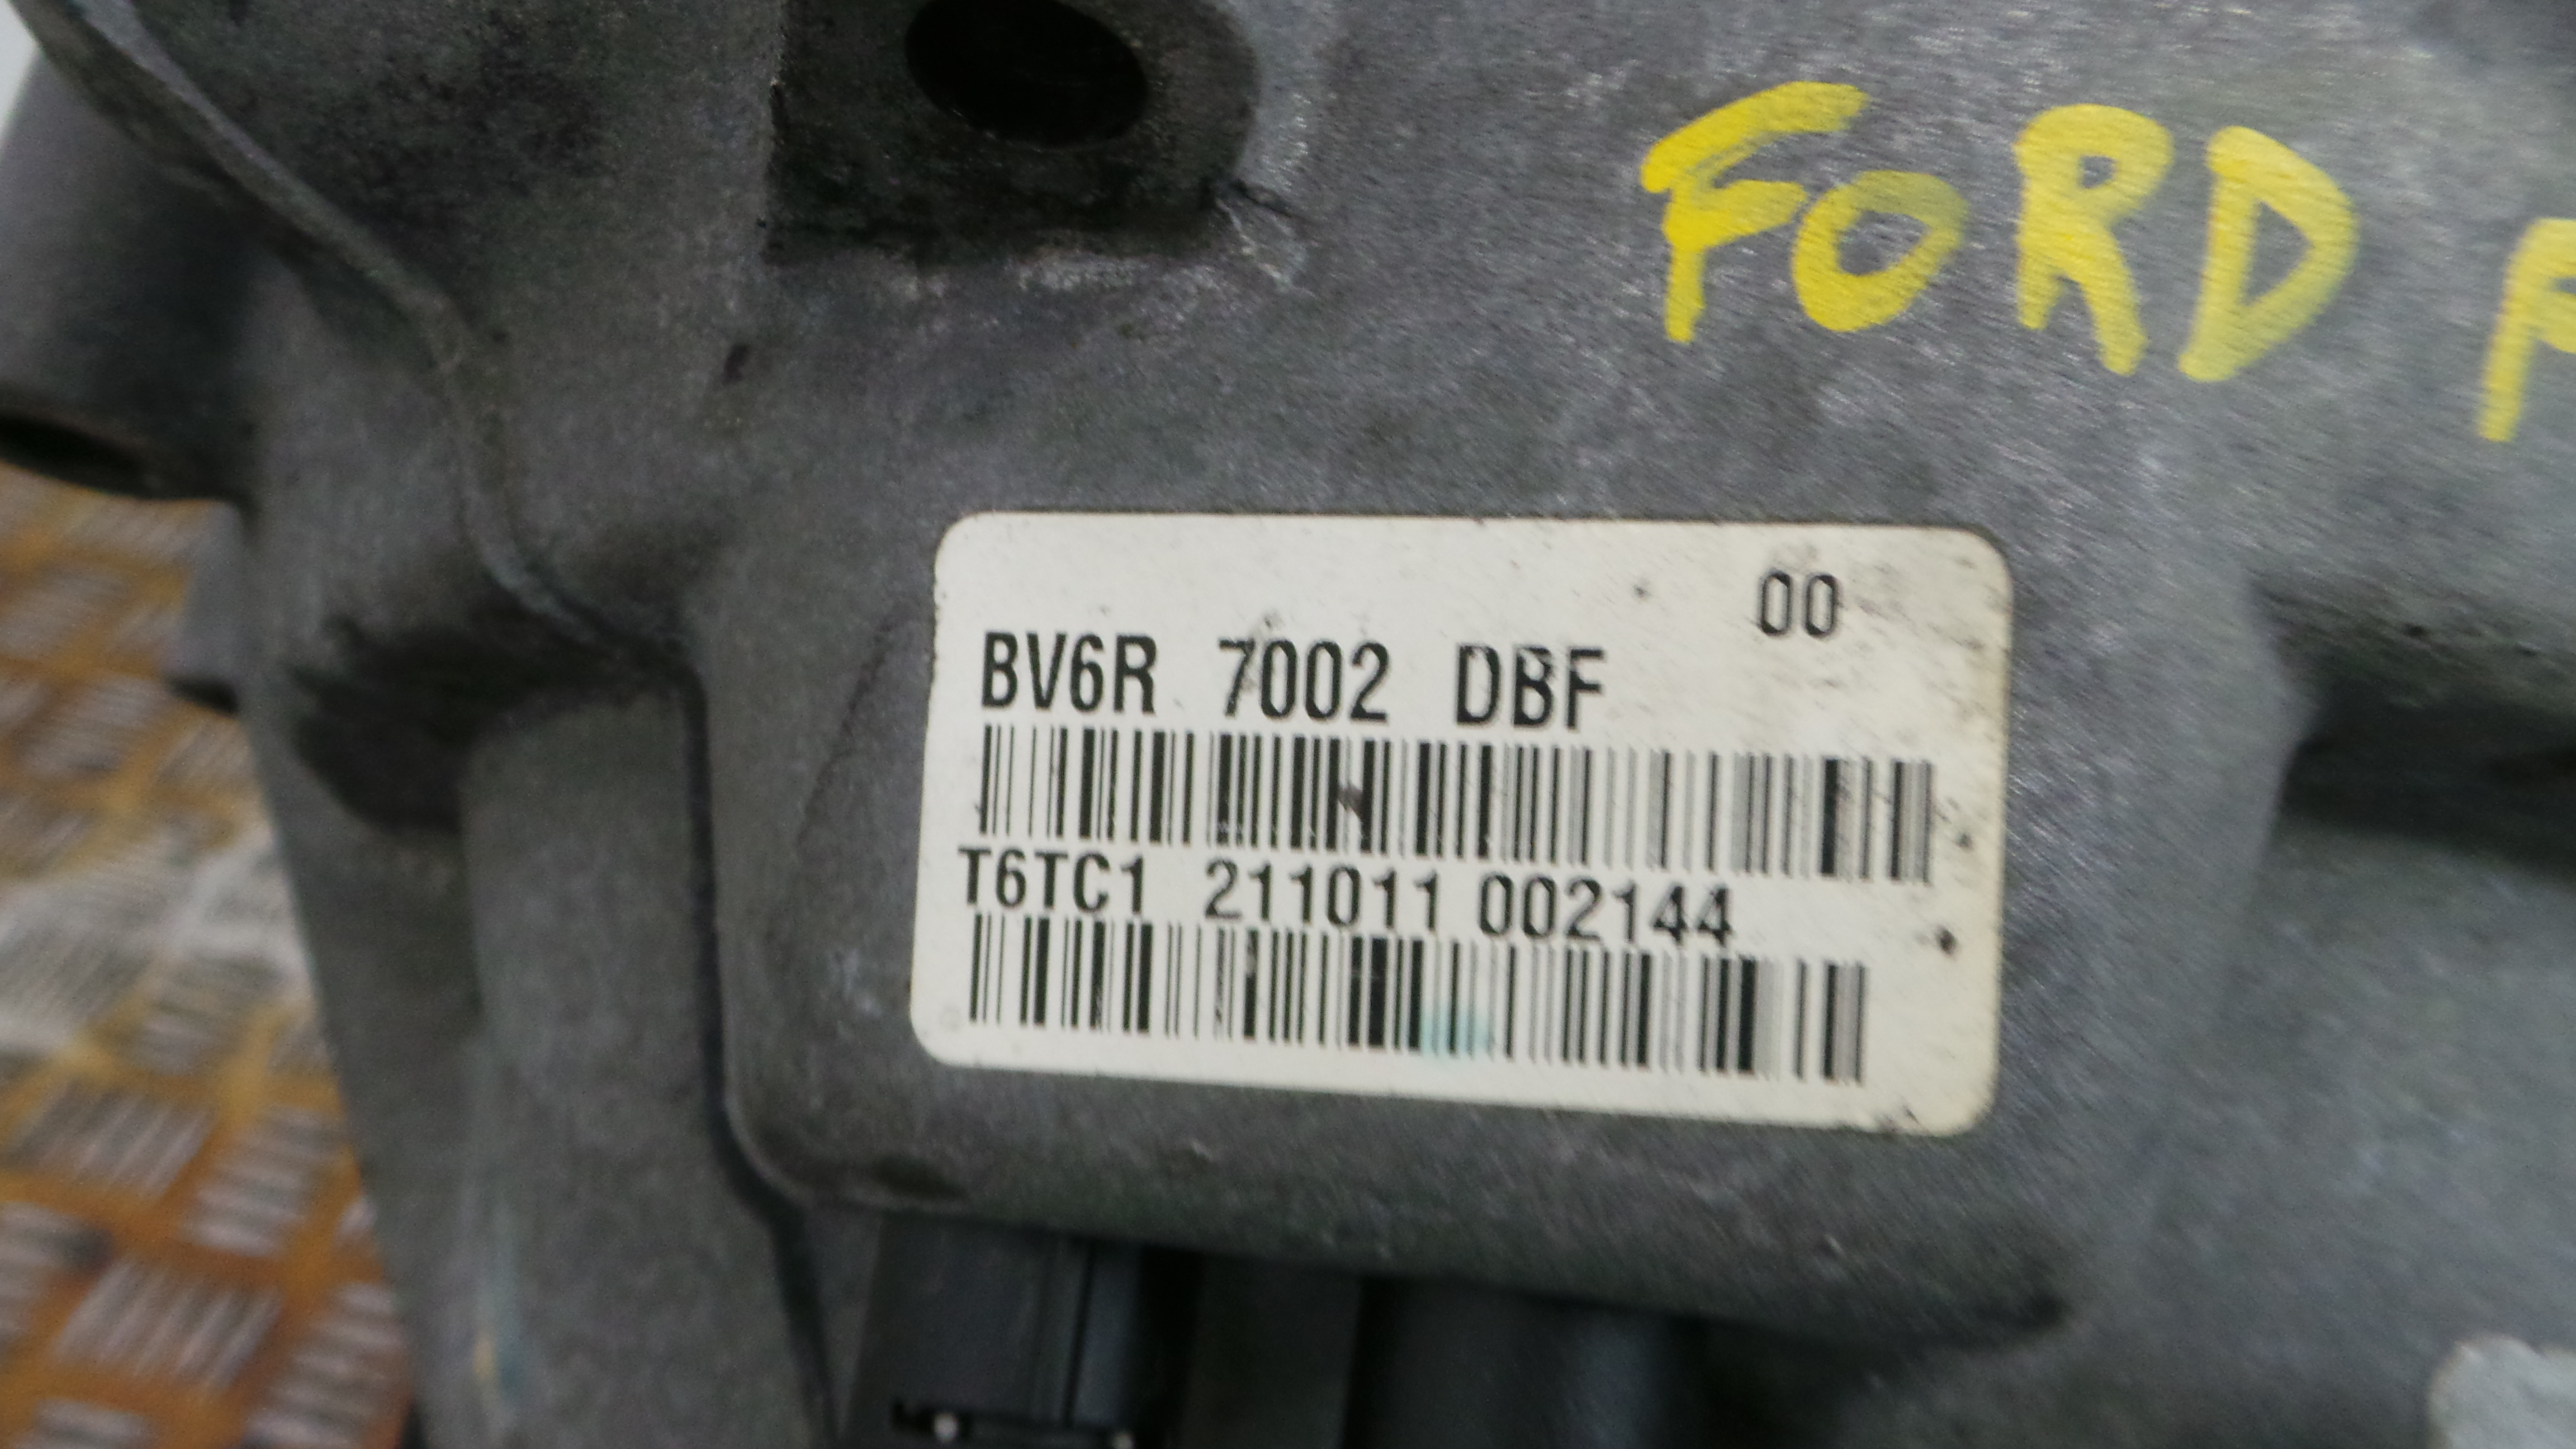 FORD F
00
BV6R 7002 DBF
T6TC1 211011 002144